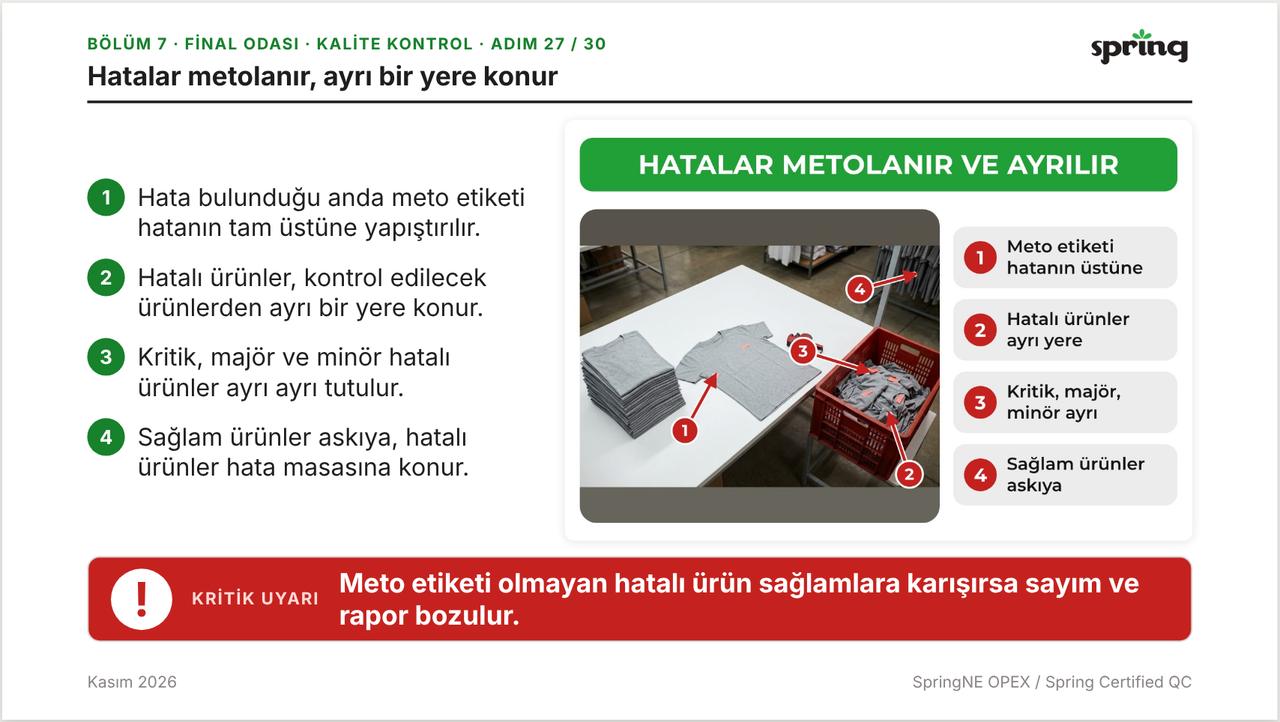 BÖLÜM 7 · FİNAL ODASI · KALİTE KONTROL · ADIM 27 / 30
Hatalar metolanır, ayrı bir yere konur
spring
1 Hata bulunduğu anda meto etiketi
hatanın tam üstüne yapıştırılır.
2 Hatalı ürünler, kontrol edilecek
ürünlerden ayrı bir yere konur.
3 Kritik, majör ve minör hatalı
ürünler ayrı ayrı tutulur.
4 Sağlam ürünler askıya, hatalı
ürünler hata masasına konur.
HATALAR METOLANIR VE AYRILIR
4
3
1
2
1 Meto etiketi
hatanın üstüne
2 Hatalı ürünler
ayrı yere
3 Kritik, majör,
minör ayrı
4 Sağlam ürünler
askıya
! KRİTİK UYARI
Meto etiketi olmayan hatalı ürün sağlamlara karışırsa sayım ve
rapor bozulur.
Kasım 2026
SpringNE OPEX / Spring Certified QC